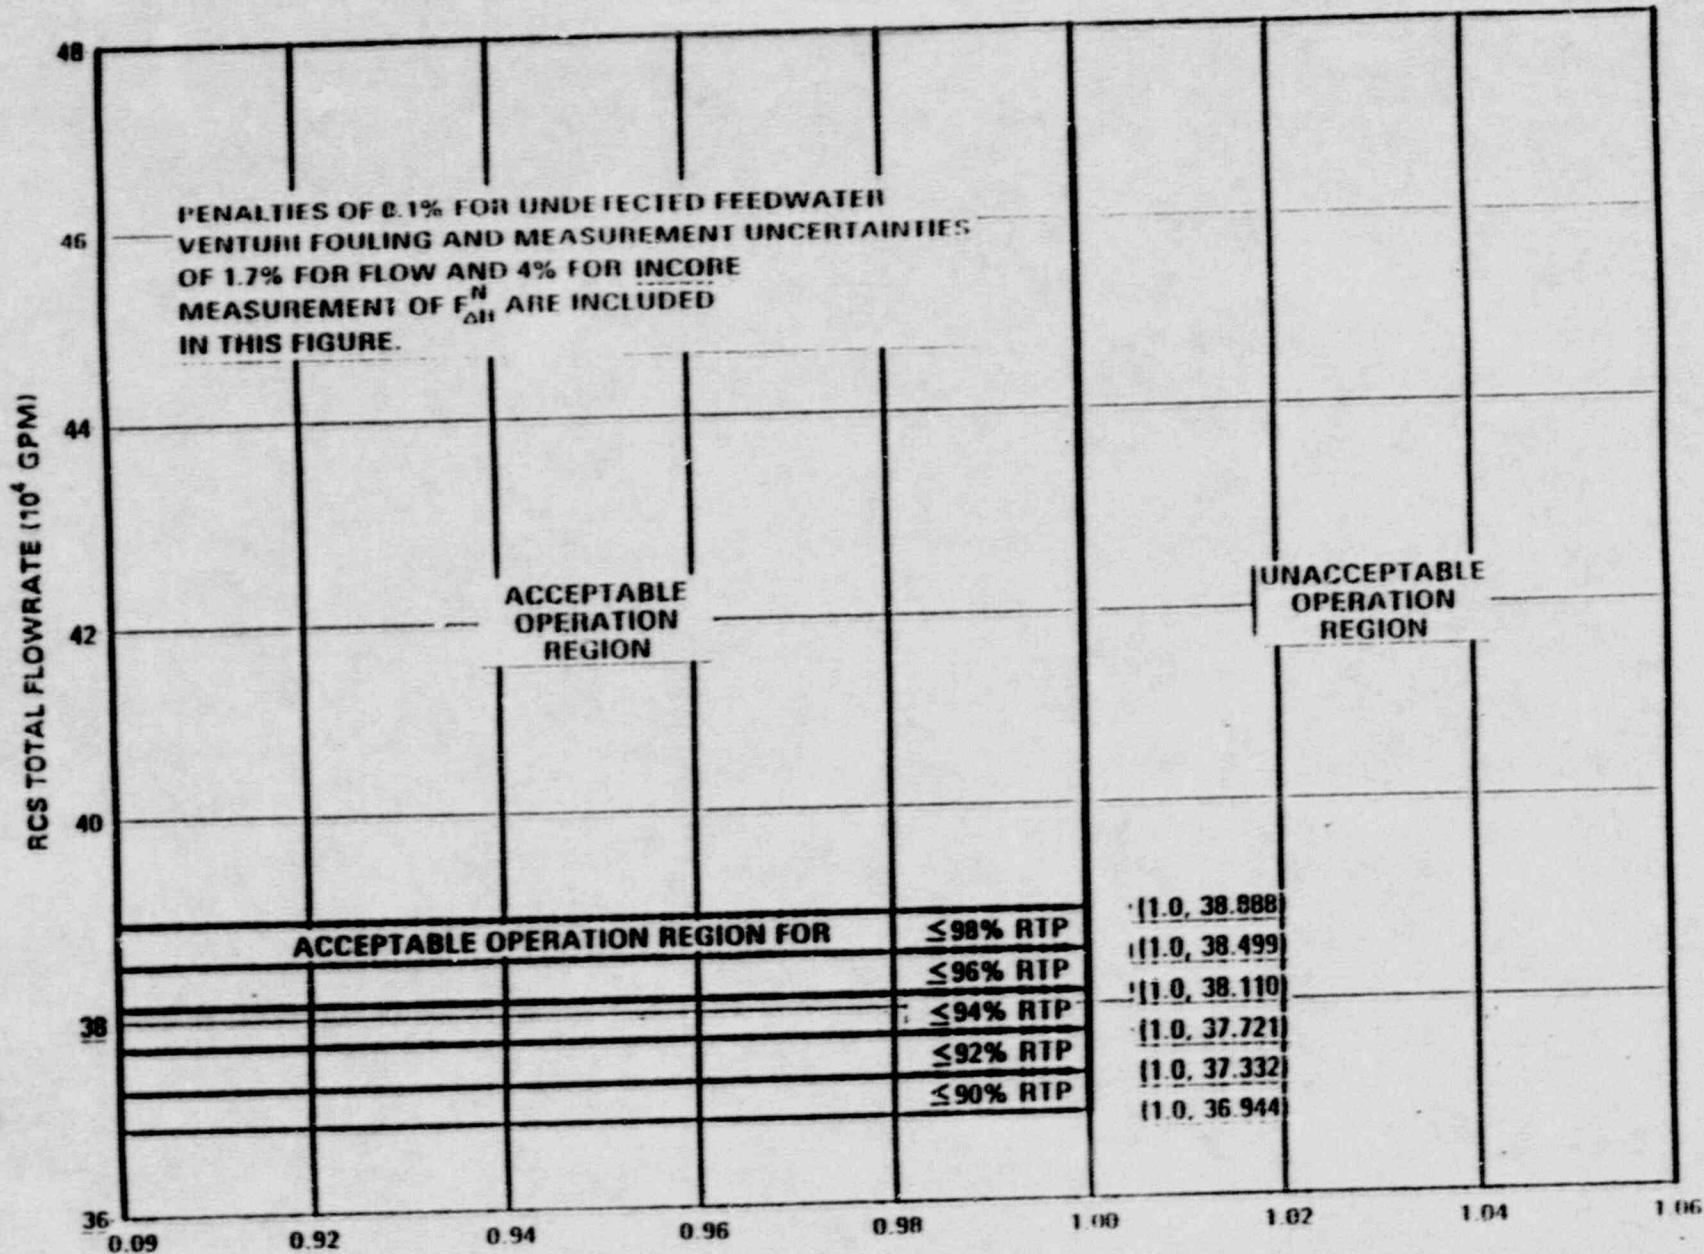 48
PENALTIES OF 0.1% FOR UNDETECTED FEEDWATER
46
VENTURI FOULING AND MEASUREMENT UNCERTAINTIES
OF 1.7% FOR FLOW AND 4% FOR INCORE
MEASUREMENT OF F^N_ΔH ARE INCLUDED
IN THIS FIGURE.
RCS TOTAL FLOWRATE (10⁴ GPM)
44
42
ACCEPTABLE
OPERATION
REGION
UNACCEPTABLE
OPERATION
REGION
40
ACCEPTABLE OPERATION REGION FOR
≤98% RTP
(1.0, 38.888)
(1.0, 38.499)
≤96% RTP
(1.0, 38.110)
38
≤94% RTP
(1.0, 37.721)
≤92% RTP
(1.0, 37.332)
≤90% RTP
(1.0, 36.944)
36
0.09 0.92 0.94 0.96 0.98 1.00 1.02 1.04 1.06